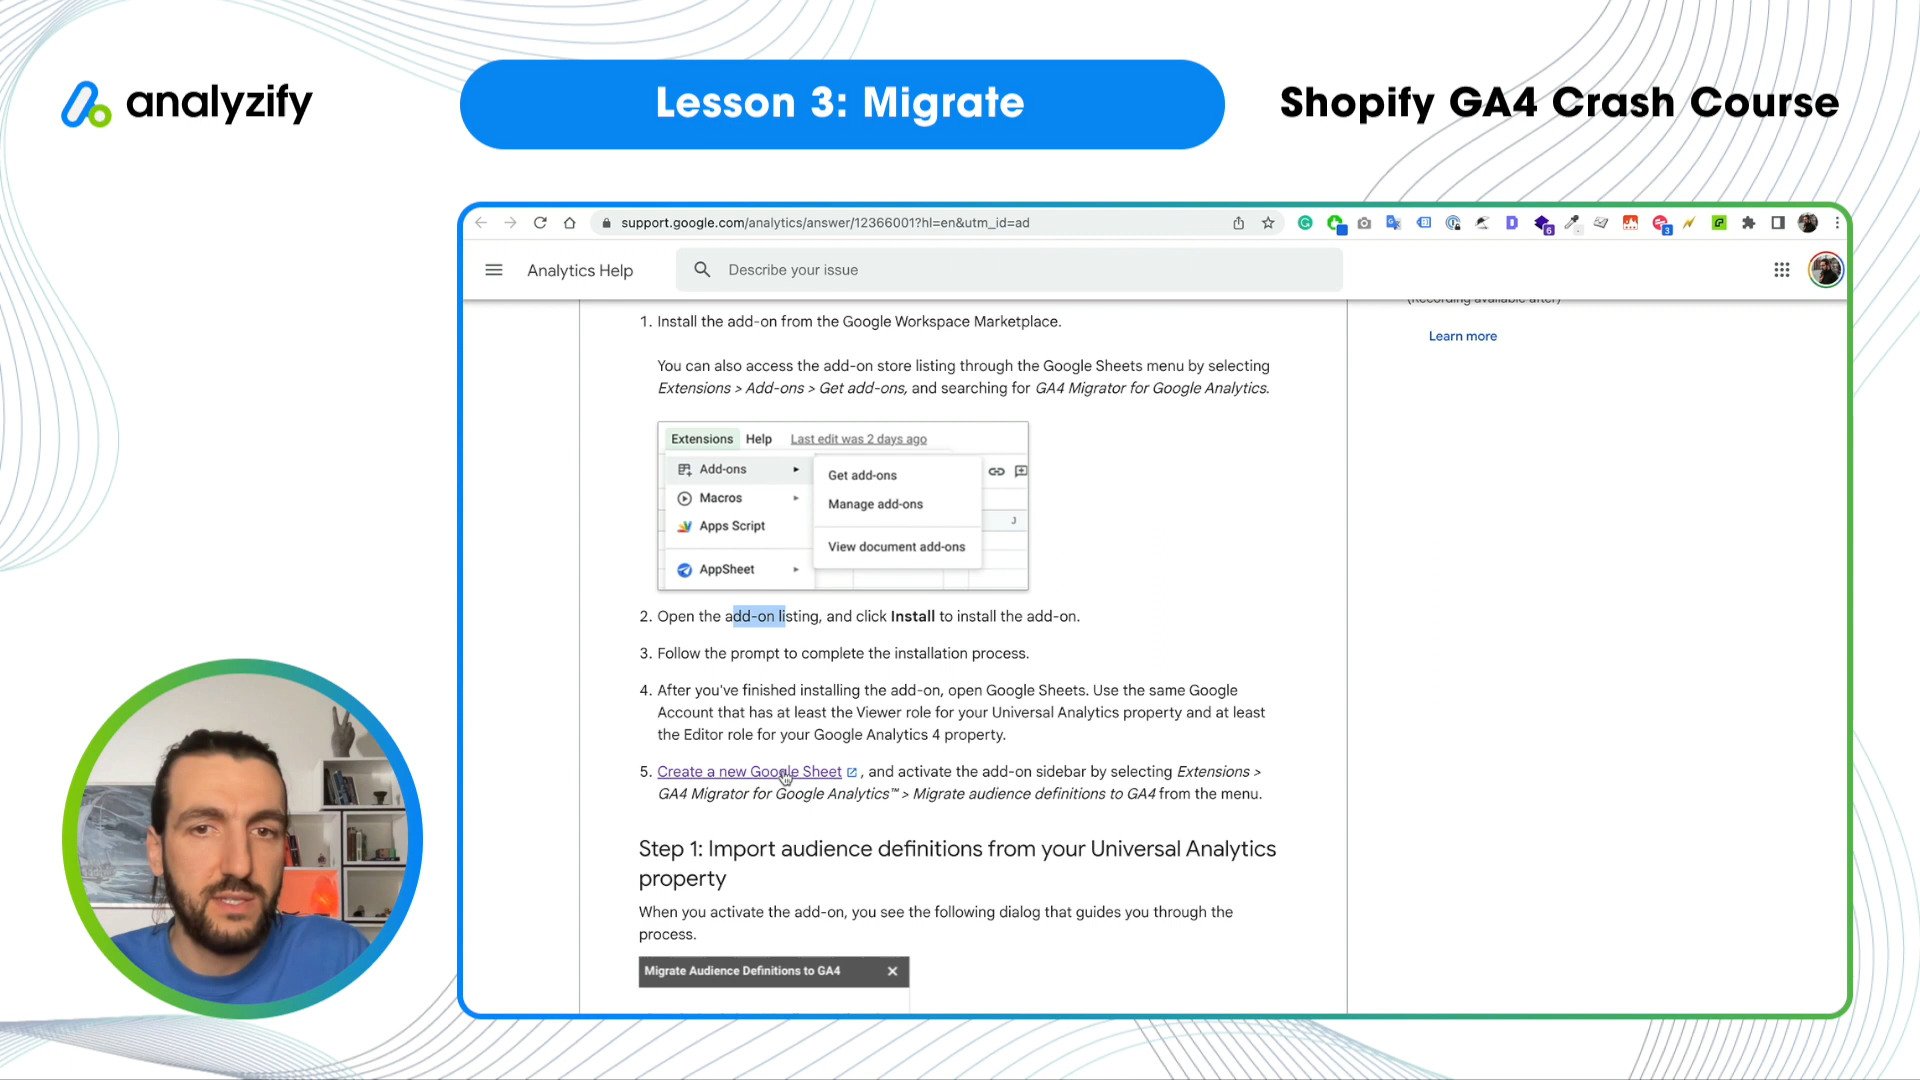 analyzify
Lesson 3: Migrate
Shopify GA4 Crash Course
support.google.com/analytics/answer/12366001?hl=en&utm_id=ad
6
3
Analytics Help
Describe your issue
(Recording available after)
Learn more
1. Install the add-on from the Google Workspace Marketplace.
You can also access the add-on store listing through the Google Sheets menu by selecting
Extensions > Add-ons > Get add-ons, and searching for GA4 Migrator for Google Analytics.
Extensions Help Last edit was 2 days ago
Add-ons
Get add-ons
Macros
Manage add-ons
Apps Script
J
View document add-ons
AppSheet
2. Open the add-on listing, and click Install to install the add-on.
3. Follow the prompt to complete the installation process.
4. After you've finished installing the add-on, open Google Sheets. Use the same Google
Account that has at least the Viewer role for your Universal Analytics property and at least
the Editor role for your Google Analytics 4 property.
5. Create a new Google Sheet , and activate the add-on sidebar by selecting Extensions >
GA4 Migrator for Google Analytics™ > Migrate audience definitions to GA4 from the menu.
Step 1: Import audience definitions from your Universal Analytics
property
When you activate the add-on, you see the following dialog that guides you through the
process.
Migrate Audience Definitions to GA4